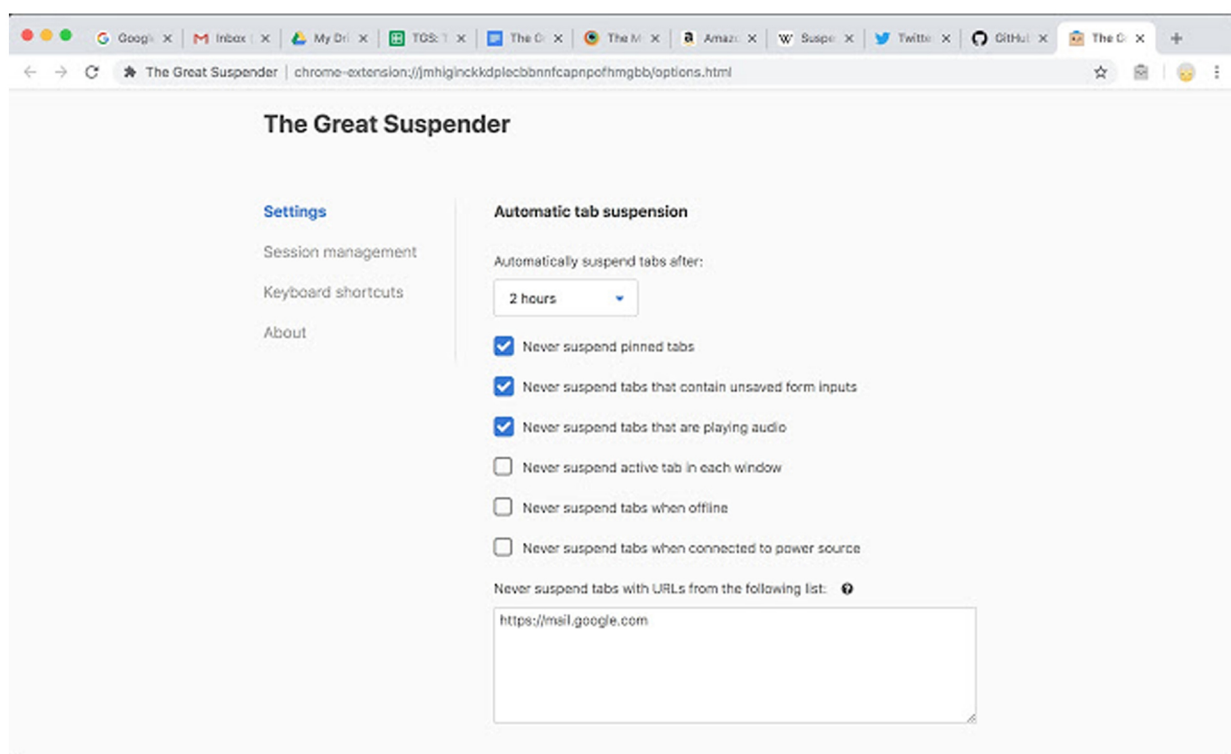 Googl
Inbox (
My Dri
TGS: T
The G
The M
Amazo
Suspe
Twitte
GitHul
The G
The Great Suspender | chrome-extension://jmhiginckkdplecbbnnfcapnpofhmgbb/options.html
The Great Suspender
Settings
Session management
Keyboard shortcuts
About
Automatic tab suspension
Automatically suspend tabs after:
2 hours
Never suspend pinned tabs
Never suspend tabs that contain unsaved form inputs
Never suspend tabs that are playing audio
Never suspend active tab in each window
Never suspend tabs when offline
Never suspend tabs when connected to power source
Never suspend tabs with URLs from the following list:
https://mail.google.com